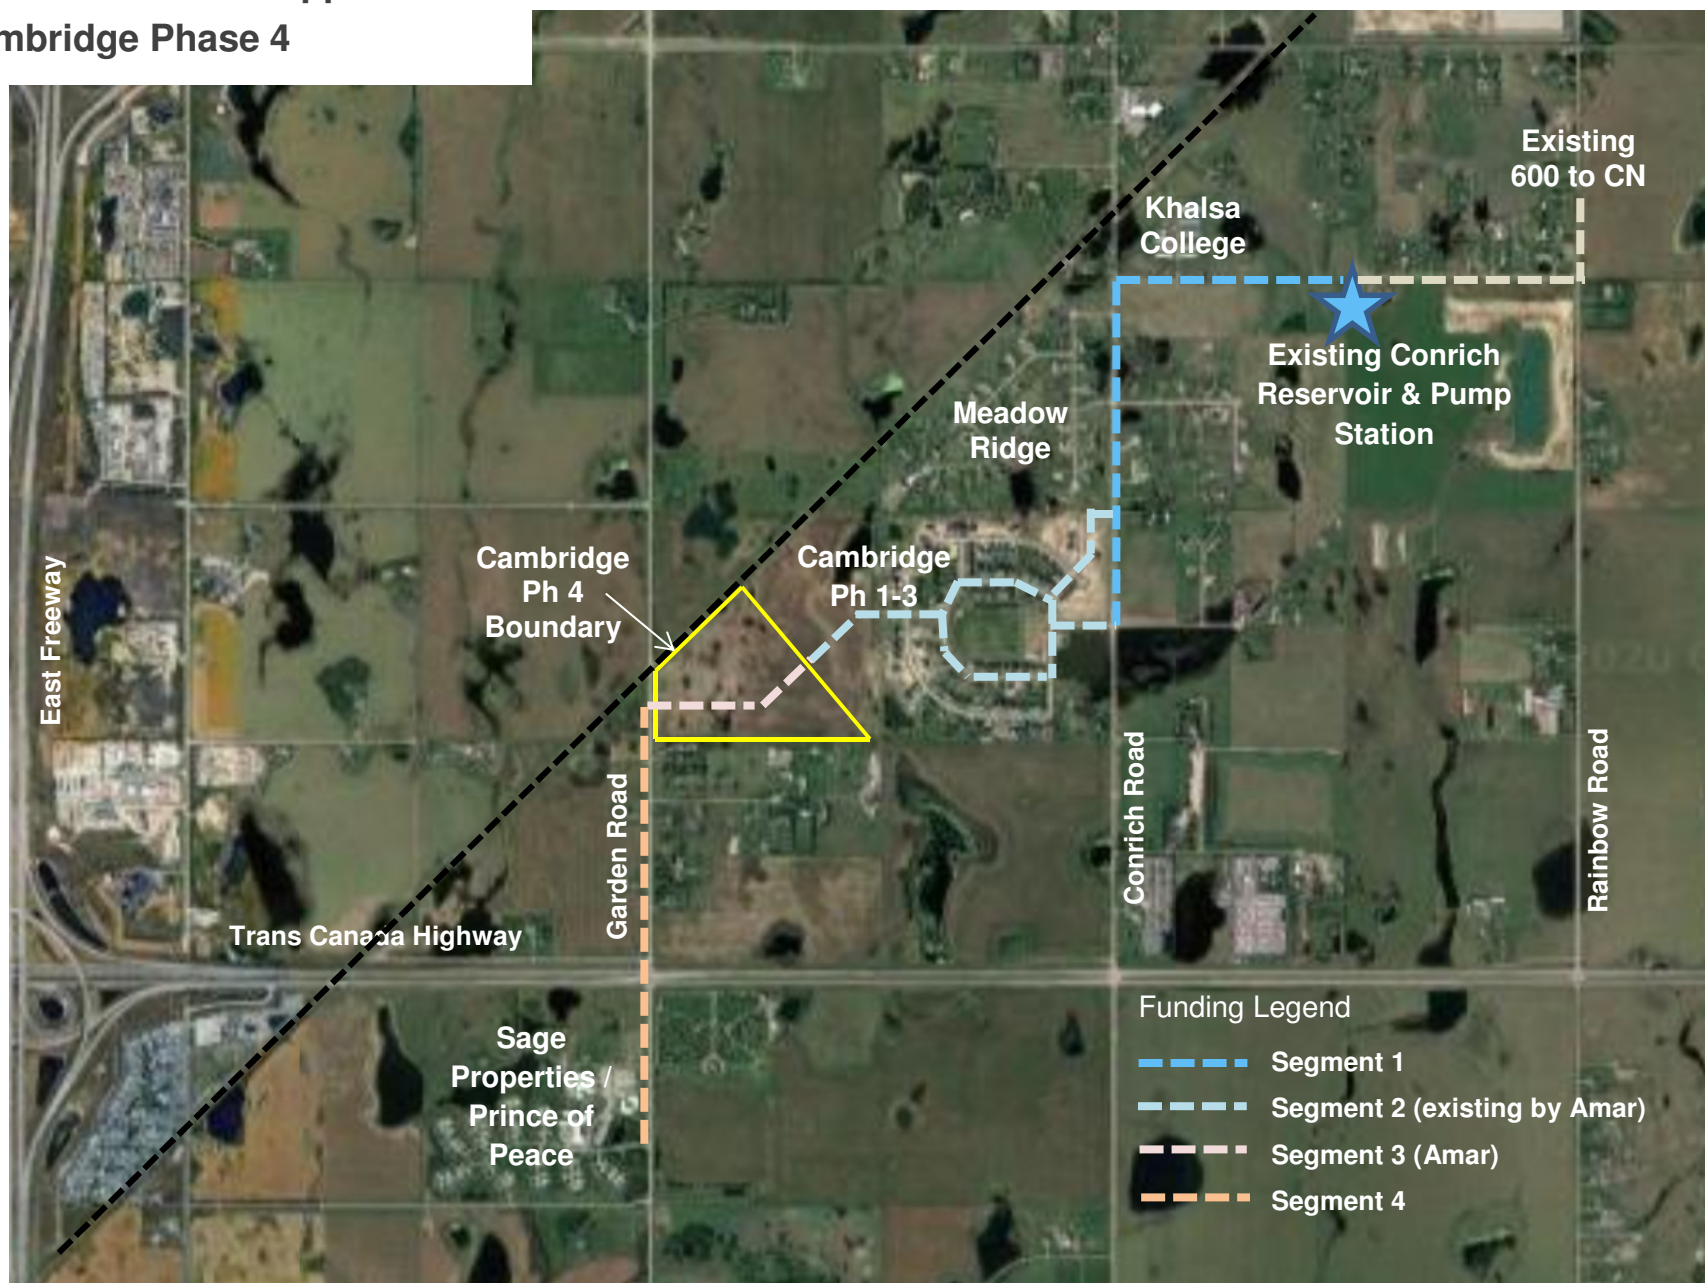 mbridge Phase 4
Existing
600 to CN
Khalsa
College
Existing Conrich
Reservoir & Pump
Station
Meadow
Ridge
Cambridge
Ph 4
Boundary
Cambridge
Ph 1-3
East Freeway
Garden Road
Conrich Road
Rainbow Road
Trans Canada Highway
Sage
Properties /
Prince of
Peace
Funding Legend
Segment 1
Segment 2 (existing by Amar)
Segment 3 (Amar)
Segment 4